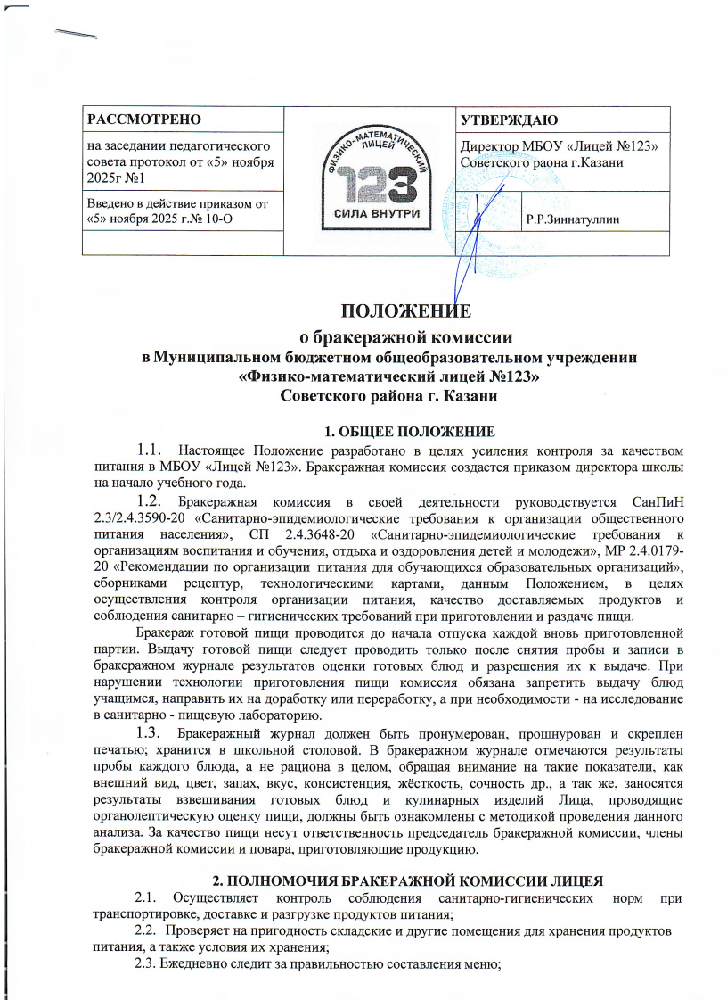 РАССМОТРЕНО
на заседании педагогического
совета протокол от «5» ноября
2025г №1
Введено в действие приказом от
«5» ноября 2025 г.№ 10-О
ФИЗИКО-МАТЕМАТИЧЕСКИЙ
ЛИЦЕЙ
123
СИЛА ВНУТРИ
УТВЕРЖДАЮ
Директор МБОУ «Лицей №123»
Советского раона г.Казани
Р.Р.Зиннатуллин
ПОЛОЖЕНИЕ
о бракеражной комиссии
в Муниципальном бюджетном общеобразовательном учреждении
«Физико-математический лицей №123»
Советского района г. Казани
1. ОБЩЕЕ ПОЛОЖЕНИЕ
1.1. Настоящее Положение разработано в целях усиления контроля за качеством
питания в МБОУ «Лицей №123». Бракеражная комиссия создается приказом директора школы
на начало учебного года.
1.2. Бракеражная комиссия в своей деятельности руководствуется СанПиН
2.3/2.4.3590-20 «Санитарно-эпидемиологические требования к организации общественного
питания населения», СП 2.4.3648-20 «Санитарно-эпидемиологические требования к
организациям воспитания и обучения, отдыха и оздоровления детей и молодежи», МР 2.4.0179-
20 «Рекомендации по организации питания для обучающихся образовательных организаций»,
сборниками рецептур, технологическими картами, данным Положением, в целях
осуществления контроля организации питания, качество доставляемых продуктов и
соблюдения санитарно – гигиенических требований при приготовлении и раздаче пищи.
Бракераж готовой пищи проводится до начала отпуска каждой вновь приготовленной
партии. Выдачу готовой пищи следует проводить только после снятия пробы и записи в
бракеражном журнале результатов оценки готовых блюд и разрешения их к выдаче. При
нарушении технологии приготовления пищи комиссия обязана запретить выдачу блюд
учащимся, направить их на доработку или переработку, а при необходимости - на исследование
в санитарно - пищевую лабораторию.
1.3. Бракеражный журнал должен быть пронумерован, прошнурован и скреплен
печатью; хранится в школьной столовой. В бракеражном журнале отмечаются результаты
пробы каждого блюда, а не рациона в целом, обращая внимание на такие показатели, как
внешний вид, цвет, запах, вкус, консистенция, жёсткость, сочность др., а так же, заносятся
результаты взвешивания готовых блюд и кулинарных изделий Лица, проводящие
органолептическую оценку пищи, должны быть ознакомлены с методикой проведения данного
анализа. За качество пищи несут ответственность председатель бракеражной комиссии, члены
бракеражной комиссии и повара, приготовляющие продукцию.
2. ПОЛНОМОЧИЯ БРАКЕРАЖНОЙ КОМИССИИ ЛИЦЕЯ
2.1. Осуществляет контроль соблюдения санитарно-гигиенических норм при
транспортировке, доставке и разгрузке продуктов питания;
2.2. Проверяет на пригодность складские и другие помещения для хранения продуктов
питания, а также условия их хранения;
2.3. Ежедневно следит за правильностью составления меню;